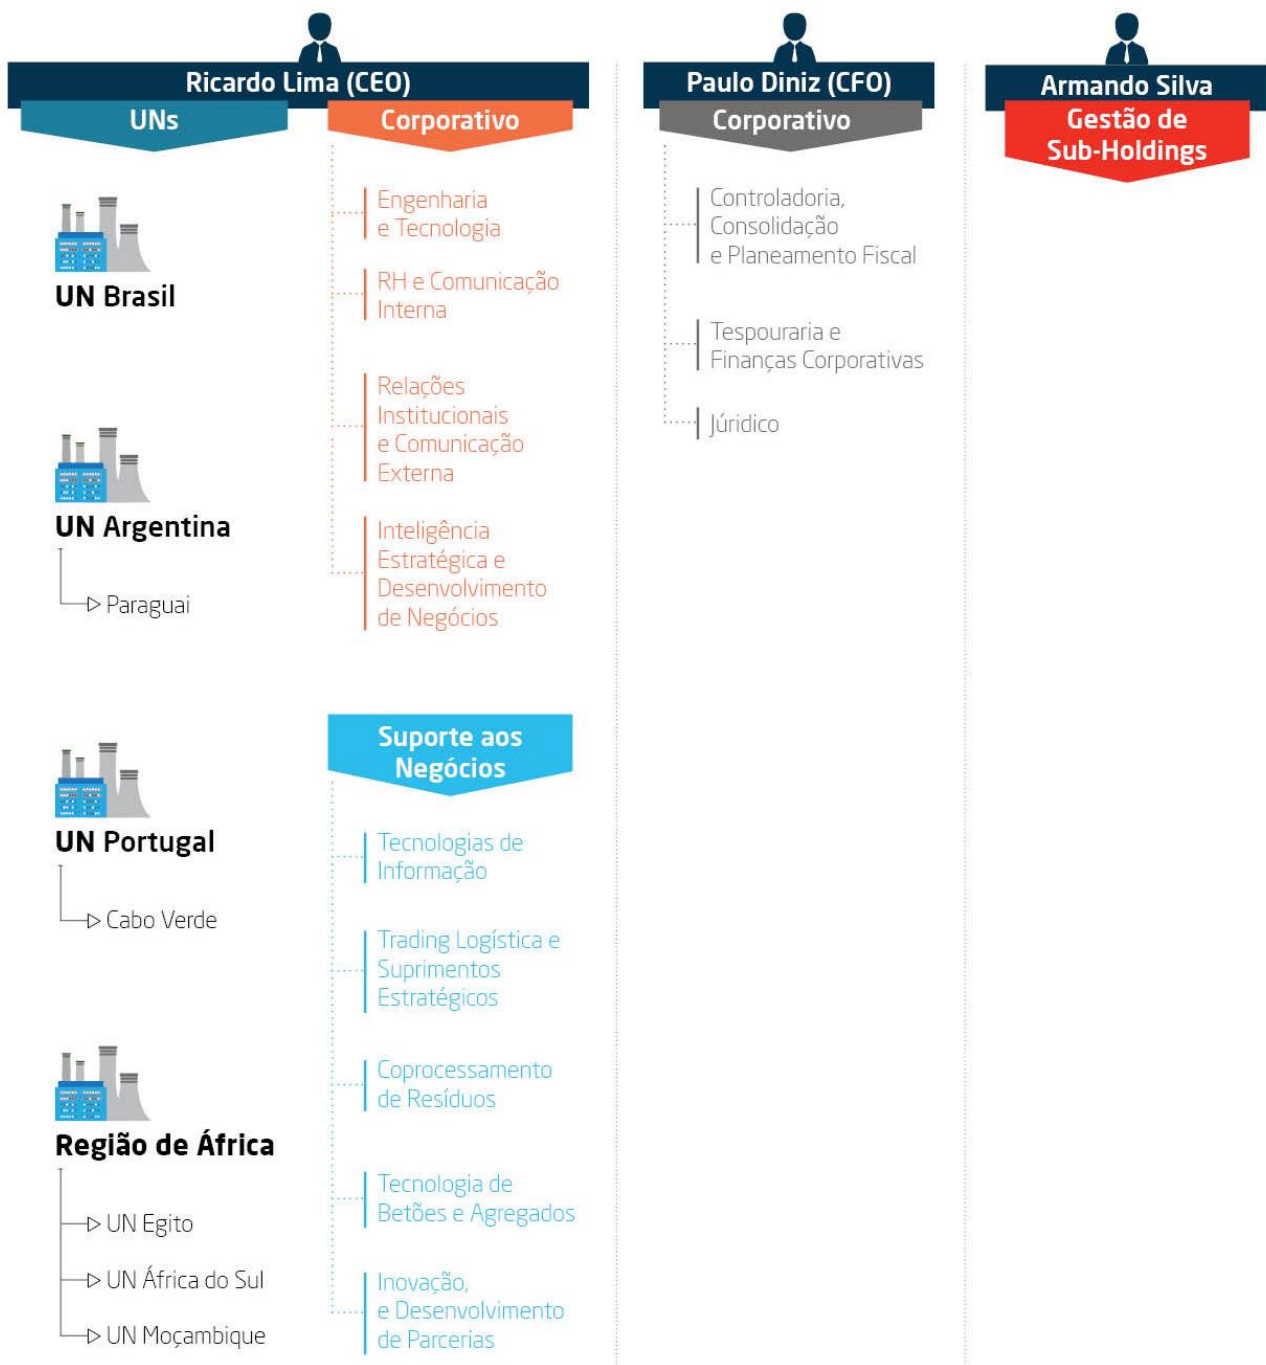 Ricardo Lima (CEO)
UNs
UN Brasil
UN Argentina
Paraguai
UN Portugal
Cabo Verde
Região de África
UN Egito
UN África do Sul
UN Moçambique
Corporativo
Engenharia
e Tecnologia
RH e Comunicação
Interna
Relações
Institucionais
e Comunicação
Externa
Inteligência
Estratégica e
Desenvolvimento
de Negócios
Suporte aos
Negócios
Tecnologias de
Informação
Trading Logística e
Suprimentos
Estratégicos
Coprocessamento
de Resíduos
Tecnologia de
Betões e Agregados
Inovação,
e Desenvolvimento
de Parcerias
Paulo Diniz (CFO)
Corporativo
Controladoria,
Consolidação
e Planeamento Fiscal
Tespouraria e
Finanças Corporativas
Júridico
Armando Silva
Gestão de
Sub-Holdings